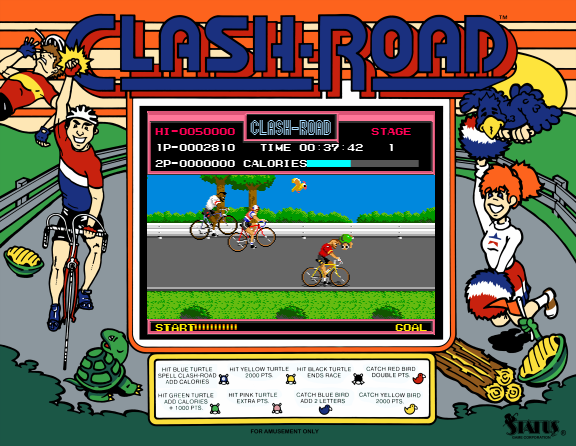 CLASH-ROAD™
HI-0050000 CLASH-ROAD STAGE
1P-0002810 TIME 00:37:42 1
2P-0000000 CALORIES
START GOAL
HIT BLUE TURTLE
SPELL CLASH-ROAD
ADD CALORIES
HIT YELLOW TURTLE
2000 PTS.
HIT BLACK TURTLE
ENDS RACE
CATCH RED BIRD
DOUBLE PTS.
HIT GREEN TURTLE
ADD CALORIES
+ 1000 PTS.
HIT PINK TURTLE
EXTRA PTS.
CATCH BLUE BIRD
ADD 2 LETTERS
CATCH YELLOW BIRD
2000 PTS.
FOR AMUSEMENT ONLY
STATUS®
GAME CORPORATION